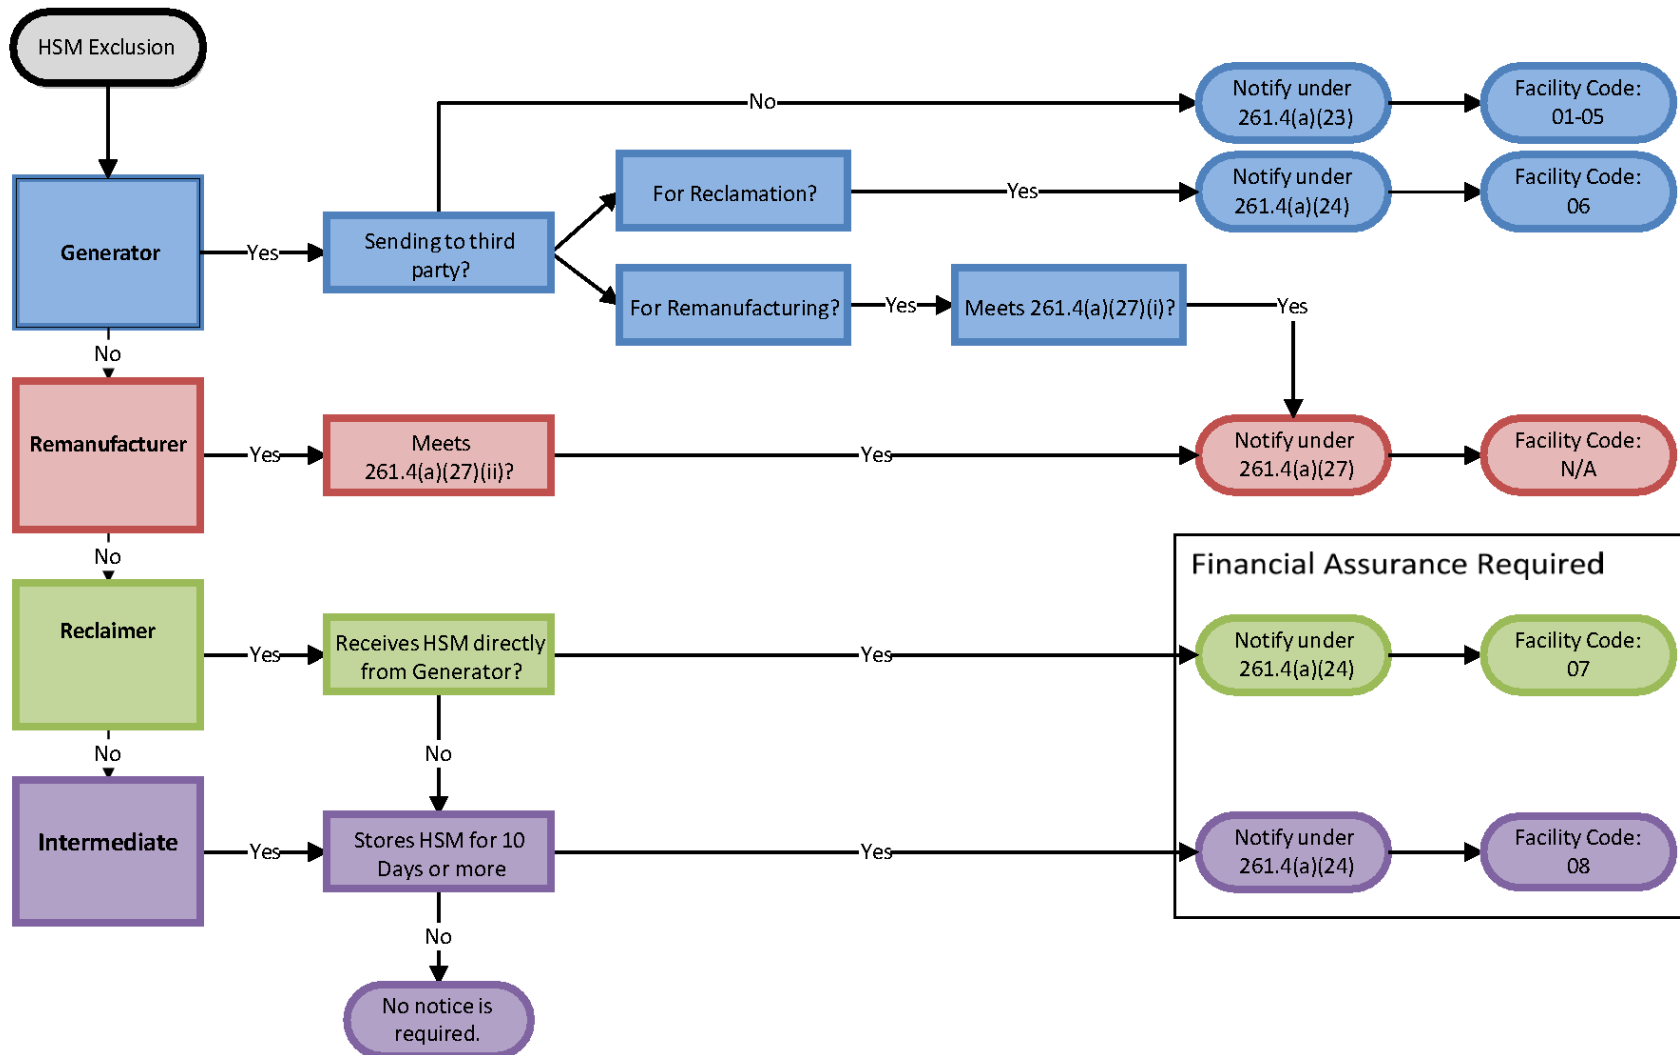 HSM Exclusion
No
Notify under
261.4(a)(23)
Facility Code:
01-05
For Reclamation?
Yes
Notify under
261.4(a)(24)
Facility Code:
06
Generator
Yes
Sending to third
party?
For Remanufacturing?
Yes
Meets 261.4(a)(27)(i)?
Yes
No
Remanufacturer
Yes
Meets
261.4(a)(27)(ii)?
Yes
Notify under
261.4(a)(27)
Facility Code:
N/A
No
Financial Assurance Required
Reclaimer
Yes
Receives HSM directly
from Generator?
Yes
Notify under
261.4(a)(24)
Facility Code:
07
No
No
Intermediate
Yes
Stores HSM for 10
Days or more
Yes
Notify under
261.4(a)(24)
Facility Code:
08
No
No notice is
required.